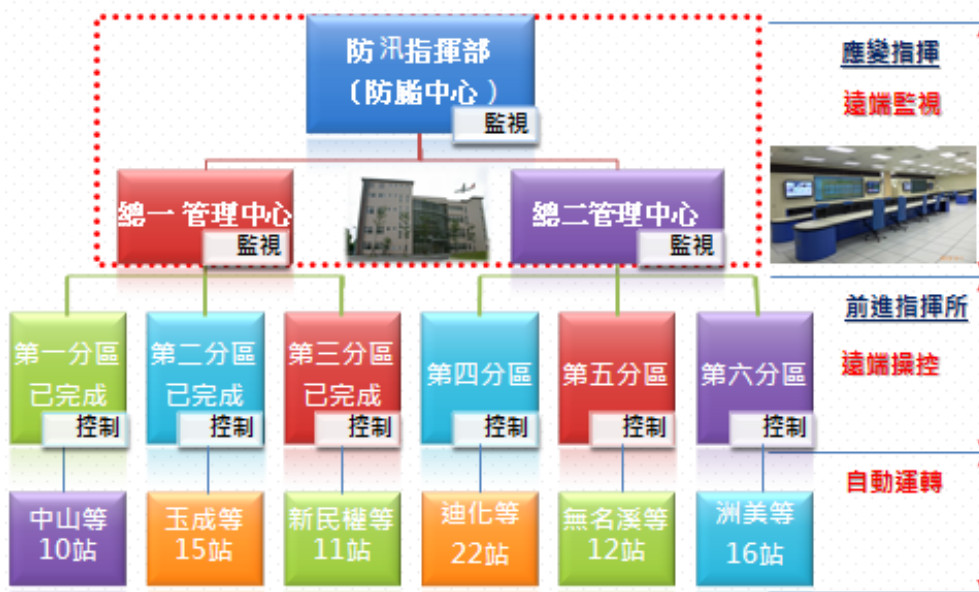 防汛指揮部
（防颱中心）
監視
應變指揮
遠端監視
總一管理中心
監視
總二管理中心
監視
前進指揮所
遠端操控
第一分區
已完成
控制
第二分區
已完成
控制
第三分區
已完成
控制
第四分區
控制
第五分區
控制
第六分區
控制
自動運轉
中山等
10站
玉成等
15站
新民權等
11站
迪化等
22站
無名溪等
12站
洲美等
16站